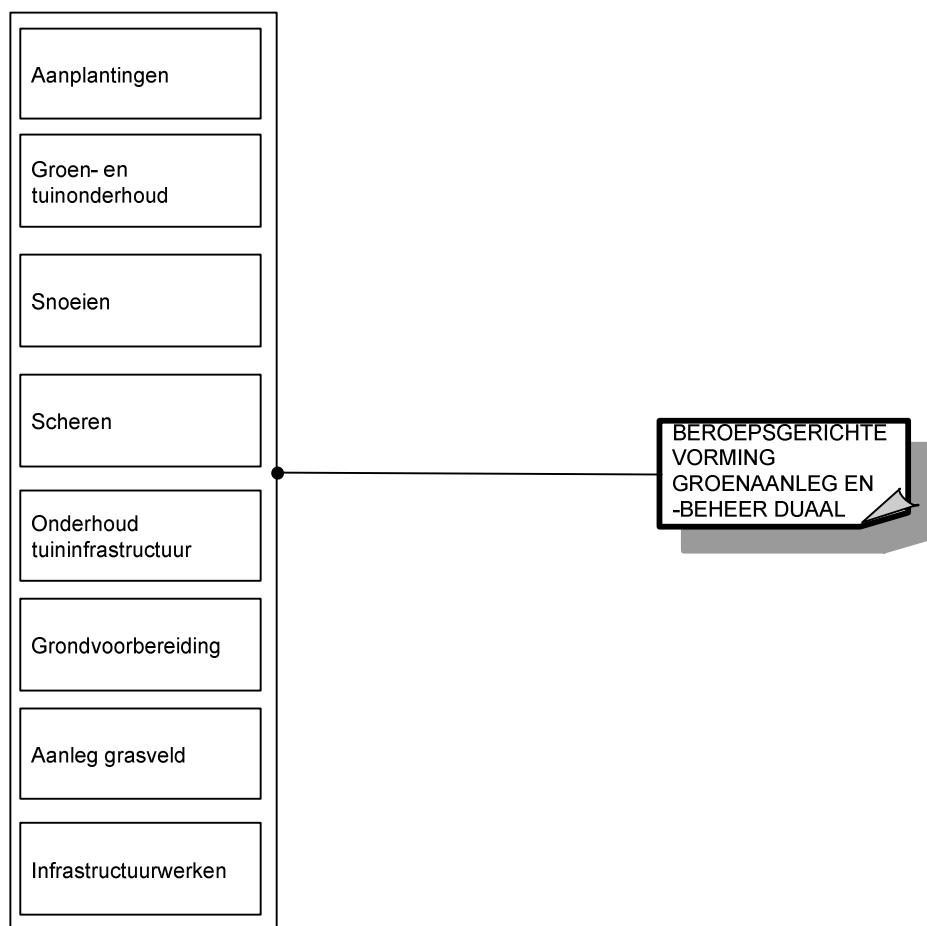 Aanplantingen
Groen- en
tuinonderhoud
Snoeien
Scheren
Onderhoud
tuininfrastructuur
Grondvoorbereiding
Aanleg grasveld
Infrastructuurwerken
BEROEPSGERICHTE
VORMING
GROENAANLEG EN
-BEHEER DUAAL